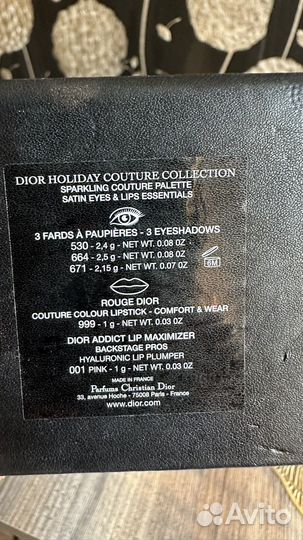 DIOR HOLIDAY COUTURE COLLECTION
SPARKLING COUTURE PALETTE
SATIN EYES & LIPS ESSENTIALS
3 FARDS À PAUPIÈRES - 3 EYESHADOWS
530 - 2,4 g - NET WT. 0.08 OZ
664 - 2,5 g - NET WT. 0.08 OZ
671 - 2,15 g - NET WT. 0.07 OZ
6M
ROUGE DIOR
COUTURE COLOUR LIPSTICK - COMFORT & WEAR
999 - 1 g - NET WT. 0.03 OZ
DIOR ADDICT LIP MAXIMIZER
BACKSTAGE PROS
HYALURONIC LIP PLUMPER
001 PINK - 1 g - NET WT. 0.03 OZ
MADE IN FRANCE
Parfums Christian Dior
33, avenue Hoche - 75008 Paris - France
www.dior.com
Avito